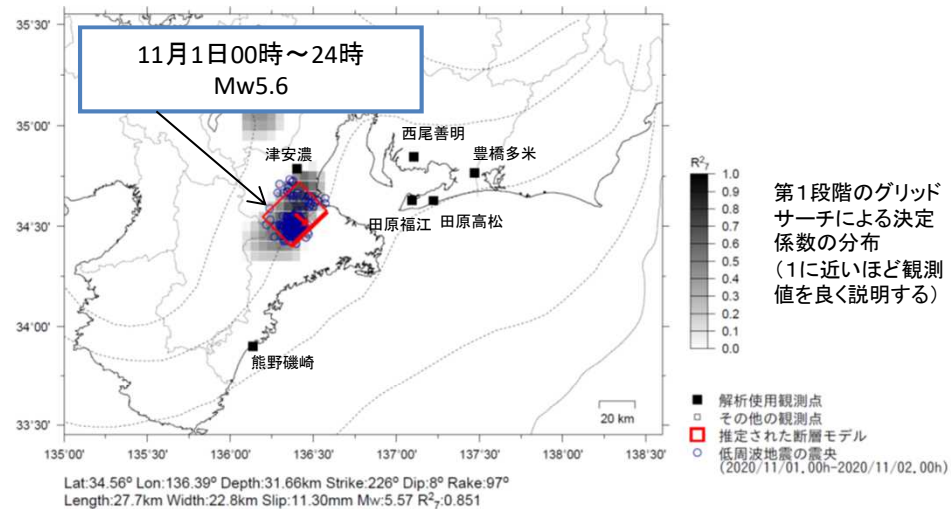 35°30'
11月1日00時～24時
Mw5.6
35°00'
西尾善明
津安濃
豊橋多米
34°30'
田原福江
田原高松
34°00'
熊野磯崎
33°30'
20 km
135°00'
135°30'
136°00'
136°30'
137°00'
137°30'
138°00'
138°30'
R²₇
1.0
0.9
0.8
0.7
0.6
0.5
0.4
0.3
0.2
0.1
0.0
第１段階のグリッド
サーチによる決定
係数の分布
（１に近いほど観測
値を良く説明する）
解析使用観測点
その他の観測点
推定された断層モデル
低周波地震の震央
(2020/11/01.00h-2020/11/02.00h)
Lat:34.56° Lon:136.39° Depth:31.66km Strike:226° Dip:8° Rake:97°
Length:27.7km Width:22.8km Slip:11.30mm Mw:5.57 R²₇:0.851